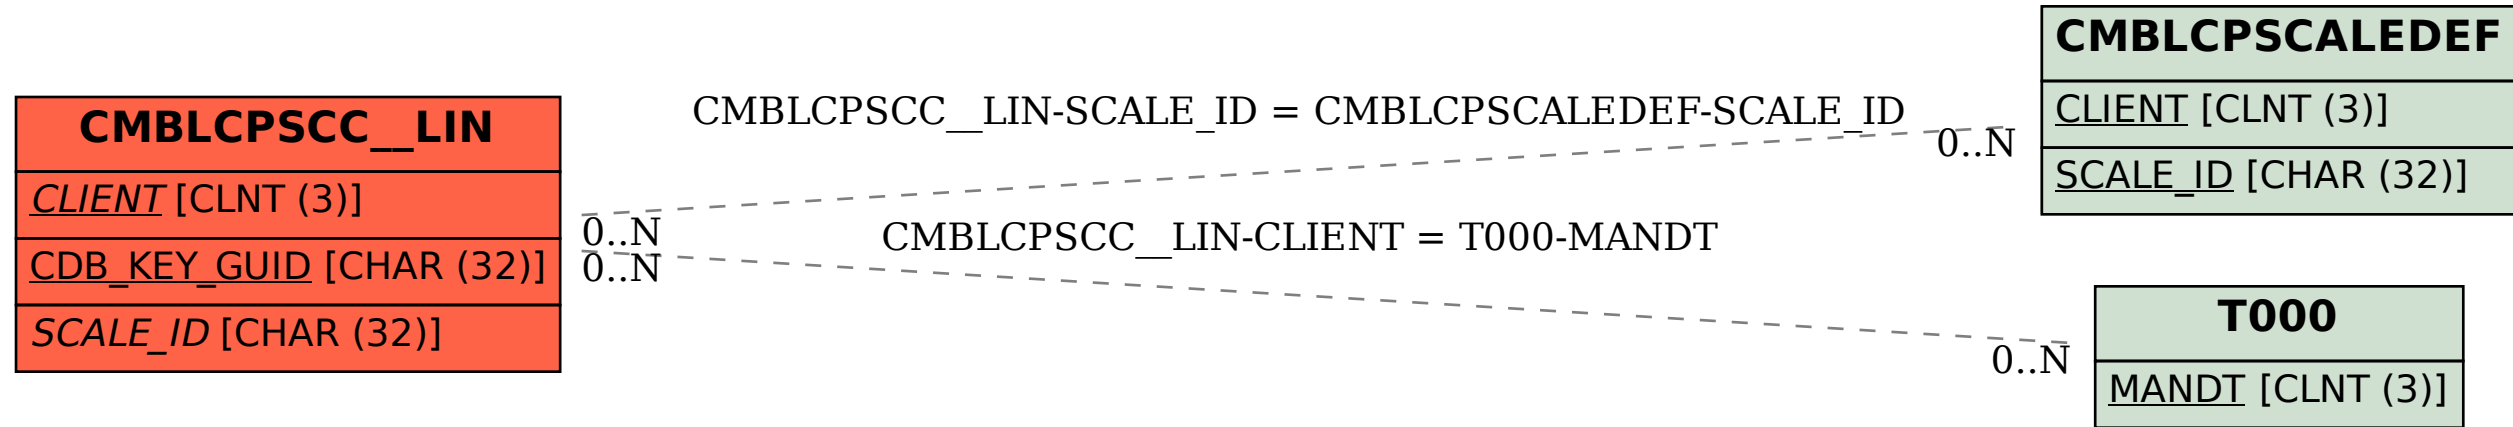 CMBLCPSCC__LIN
CLIENT [CLNT (3)]
CDB_KEY_GUID [CHAR (32)]
SCALE_ID [CHAR (32)]
CMBLCPSCC__LIN-SCALE_ID = CMBLCPSCALEDEF-SCALE_ID
0..N
0..N
CMBLCPSCC__LIN-CLIENT = T000-MANDT
0..N
0..N
CMBLCPSCALEDEF
CLIENT [CLNT (3)]
SCALE_ID [CHAR (32)]
T000
MANDT [CLNT (3)]